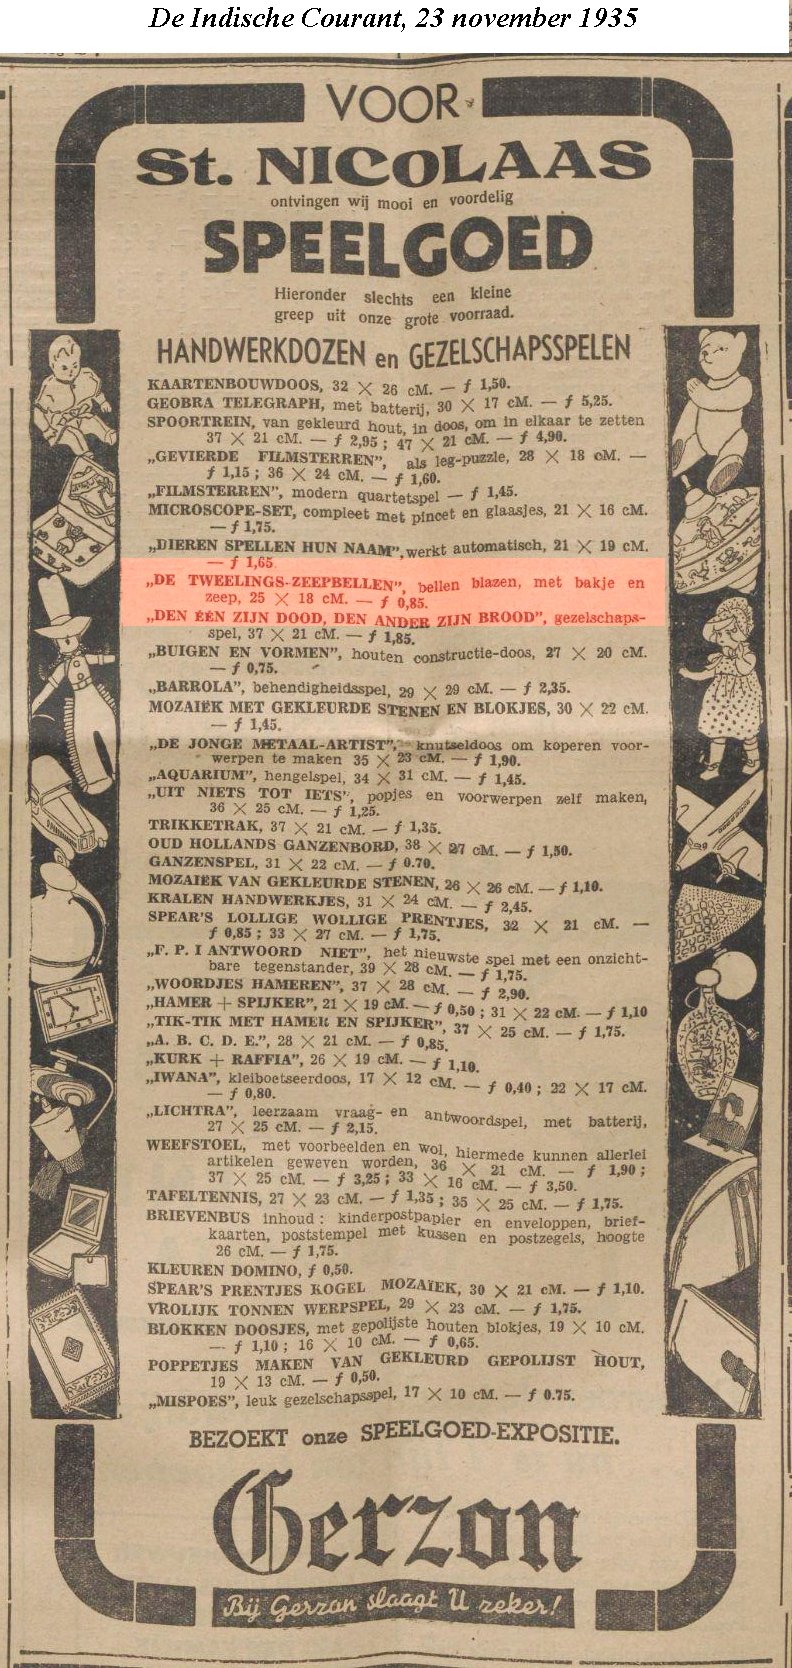 De Indische Courant, 23 november 1935
VOOR
St. NICOLAAS
ontvingen wij mooi en voordelig
SPEELGOED
Hieronder slechts een kleine
greep uit onze grote voorraad.
HANDWERKDOZEN en GEZELSCHAPSSPELEN
KAARTENBOUWDOOS, 32 × 26 cM. — f 1,50.
GEOBRA TELEGRAPH, met batterij, 30 × 17 cM. — f 5,25.
SPOORTREIN, van gekleurd hout, in doos, om in elkaar te zetten
37 × 21 cM. — f 2,95 ; 47 × 21 cM. — f 4,90.
„GEVIERDE FILMSTERREN”, als leg-puzzle, 28 × 18 cM. —
f 1,15 ; 36 × 24 cM. — f 1,60.
„FILMSTERREN”, modern quartetspel — f 1,45.
MICROSCOPE-SET, compleet met pincet en glaasjes, 21 × 16 cM.
— f 1,75.
„DIEREN SPELLEN HUN NAAM”, werkt automatisch, 21 × 19 cM.
— f 1,65.
„DE TWEELINGS-ZEEPBELLEN”, bellen blazen, met bakje en
zeep, 25 × 18 cM. — f 0,85.
„DEN ÉÉN ZIJN DOOD, DEN ANDER ZIJN BROOD”, gezelschaps-
spel, 37 × 21 cM. — f 1,85.
„BUIGEN EN VORMEN”, houten constructie-doos, 27 × 20 cM.
— f 0,75.
„BARROLA”, behendigheidsspel, 29 × 29 cM. — f 2,35.
MOZAIËK MET GEKLEURDE STENEN EN BLOKJES, 30 × 22 cM.
— f 1,45.
„DE JONGE METAAL-ARTIST”, knutseldoos om koperen voor-
werpen te maken 35 × 23 cM. — f 1,90.
„AQUARIUM”, hengelspel, 34 × 31 cM. — f 1,45.
„UIT NIETS TOT IETS”, popjes en voorwerpen zelf maken,
36 × 25 cM. — f 1,25.
TRIKKETRAK, 37 × 21 cM. — f 1,35.
OUD HOLLANDS GANZENBORD, 38 × 27 cM. — f 1,50.
GANZENSPEL, 31 × 22 cM. — f 0.70.
MOZAIËK VAN GEKLEURDE STENEN, 26 × 26 cM. — f 1,10.
KRALEN HANDWERKJES, 31 × 24 cM. — f 2,45.
SPEAR'S LOLLIGE WOLLIGE PRENTJES, 32 × 21 cM. —
f 0,85 ; 33 × 27 cM. — f 1,75.
„F. P. I ANTWOORD NIET”, het nieuwste spel met een onzicht-
bare tegenstander, 39 × 28 cM. — f 1,75.
„WOORDJES HAMEREN”, 37 × 28 cM. — f 2,90.
„HAMER + SPIJKER”, 21 × 19 cM. — f 0,50 ; 31 × 22 cM. — f 1,10
„TIK-TIK MET HAMER EN SPIJKER”, 37 × 25 cM. — f 1,75.
„A. B. C. D. E.”, 28 × 21 cM. — f 0,85.
„KURK + RAFFIA”, 26 × 19 cM. — f 1,10.
„IWANA”, kleiboetseerdoos, 17 × 12 cM. — f 0,40 ; 22 × 17 cM.
— f 0,80.
„LICHTRA”, leerzaam vraag- en antwoordspel, met batterij,
27 × 25 cM. — f 2,15.
WEEFSTOEL, met voorbeelden en wol, hiermede kunnen allerlei
artikelen geweven worden, 36 × 21 cM. — f 1,90 ;
37 × 25 cM. — f 3,25 ; 33 × 16 cM. — f 3,50.
TAFELTENNIS, 27 × 23 cM. — f 1,35 ; 35 × 25 cM. — f 1,75.
BRIEVENBUS inhoud : kinderpostpapier en enveloppen, brief-
kaarten, poststempel met kussen en postzegels, hoogte
26 cM. — f 1,75.
KLEUREN DOMINO, f 0,50.
SPEAR'S PRENTJES KOGEL MOZAIEK, 30 × 21 cM. — f 1,10.
VROLIJK TONNEN WERPSPEL, 29 × 23 cM. — f 1,75.
BLOKKEN DOOSJES, met gepolijste houten blokjes, 19 × 10 cM.
— f 1,10 ; 16 × 10 cM. — f 0,65.
POPPETJES MAKEN VAN GEKLEURD GEPOLIJST HOUT,
19 × 13 cM. — f 0,50.
„MISPOES”, leuk gezelschapsspel, 17 × 10 cM. — f 0.75.
BEZOEKT onze SPEELGOED-EXPOSITIE.
Gerzon
Bij Gerzon slaagt U zeker!